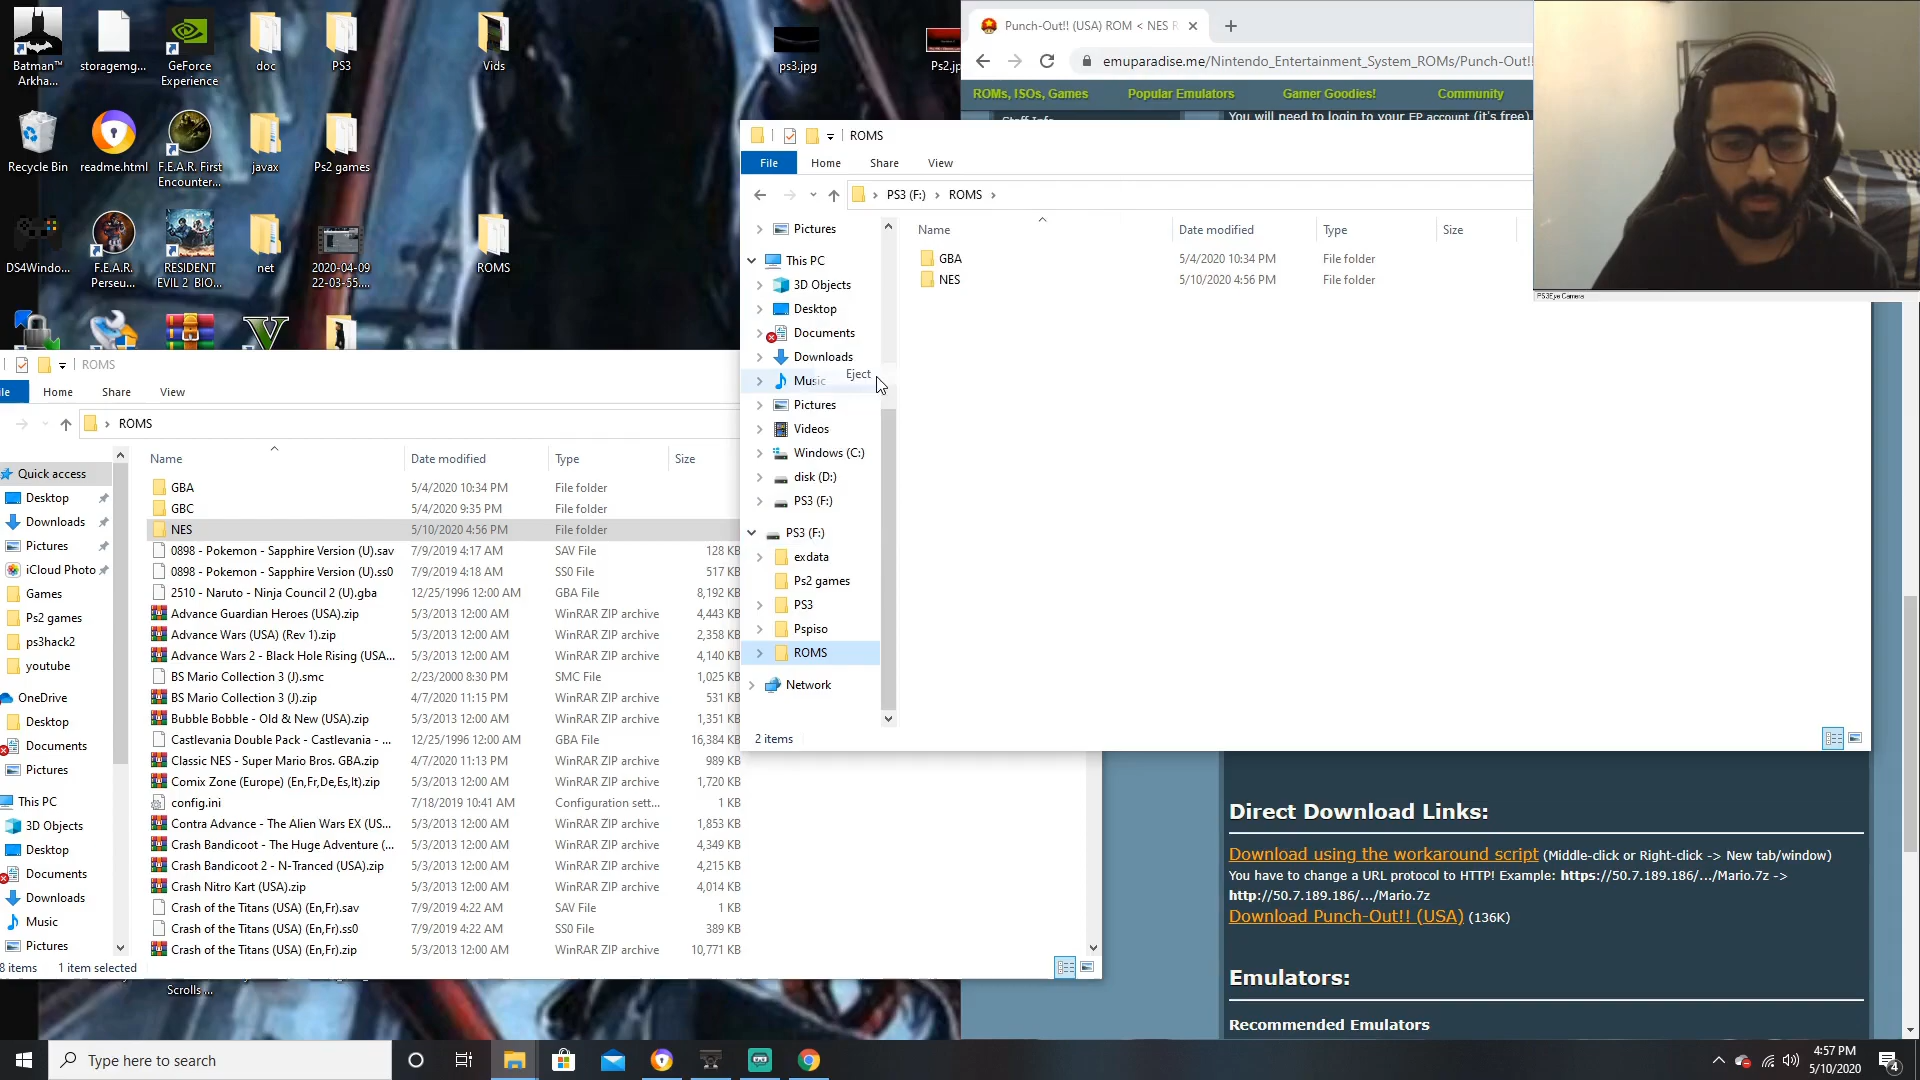 Batman™
Arkha...
storagemg...
GeForce
Experience
doc
PS3
Vids
ps3.jpg
Ps2.jp
Recycle Bin
readme.html
F.E.A.R. First
Encounter...
javax
Ps2 games
DS4Windo...
F.E.A.R.
Perseu...
RESIDENT
EVIL 2 BIO...
net
2020-04-09
22-03-55....
ROMS
Punch-Out!! (USA) ROM < NES R
emuparadise.me/Nintendo_Entertainment_System_ROMs/Punch-Out!!
ROMs, ISOs, Games
Popular Emulators
Gamer Goodies!
Community
Staff Info
You will need to login to your EP account (it's free)
PS3Eye Camera
ROMS
File
Home
Share
View
PS3 (F:)
ROMS
Name
Date modified
Type
Size
GBA
5/4/2020 10:34 PM
File folder
NES
5/10/2020 4:56 PM
File folder
Pictures
This PC
3D Objects
Desktop
Documents
Downloads
Music
Eject
Pictures
Videos
Windows (C:)
disk (D:)
PS3 (F:)
PS3 (F:)
exdata
Ps2 games
PS3
Pspiso
ROMS
Network
2 items
ROMS
ile
Home
Share
View
ROMS
Name
Date modified
Type
Size
Quick access
Desktop
Downloads
Pictures
iCloud Photo
Games
Ps2 games
ps3hack2
youtube
OneDrive
Desktop
Documents
Pictures
This PC
3D Objects
Desktop
Documents
Downloads
Music
Pictures
GBA 5/4/2020 10:34 PM File folder
GBC 5/4/2020 9:35 PM File folder
NES 5/10/2020 4:56 PM File folder
0898 - Pokemon - Sapphire Version (U).sav 7/9/2019 4:17 AM SAV File 128 KB
0898 - Pokemon - Sapphire Version (U).ss0 7/9/2019 4:18 AM SS0 File 517 KB
2510 - Naruto - Ninja Council 2 (U).gba 12/25/1996 12:00 AM GBA File 8,192 KB
Advance Guardian Heroes (USA).zip 5/3/2013 12:00 AM WinRAR ZIP archive 4,443 KB
Advance Wars (USA) (Rev 1).zip 5/3/2013 12:00 AM WinRAR ZIP archive 2,358 KB
Advance Wars 2 - Black Hole Rising (USA... 5/3/2013 12:00 AM WinRAR ZIP archive 4,140 KB
BS Mario Collection 3 (J).smc 2/23/2000 8:30 PM SMC File 1,025 KB
BS Mario Collection 3 (J).zip 4/7/2020 11:15 PM WinRAR ZIP archive 531 KB
Bubble Bobble - Old & New (USA).zip 5/3/2013 12:00 AM WinRAR ZIP archive 1,351 KB
Castlevania Double Pack - Castlevania - ... 12/25/1996 12:00 AM GBA File 16,384 KB
Classic NES - Super Mario Bros. GBA.zip 4/7/2020 11:13 PM WinRAR ZIP archive 989 KB
Comix Zone (Europe) (En,Fr,De,Es,It).zip 5/3/2013 12:00 AM WinRAR ZIP archive 1,720 KB
config.ini 7/18/2019 10:41 AM Configuration sett... 1 KB
Contra Advance - The Alien Wars EX (US... 5/3/2013 12:00 AM WinRAR ZIP archive 1,853 KB
Crash Bandicoot - The Huge Adventure (... 5/3/2013 12:00 AM WinRAR ZIP archive 4,349 KB
Crash Bandicoot 2 - N-Tranced (USA).zip 5/3/2013 12:00 AM WinRAR ZIP archive 4,215 KB
Crash Nitro Kart (USA).zip 5/3/2013 12:00 AM WinRAR ZIP archive 4,014 KB
Crash of the Titans (USA) (En,Fr).sav 7/9/2019 4:22 AM SAV File 1 KB
Crash of the Titans (USA) (En,Fr).ss0 7/9/2019 4:22 AM SS0 File 389 KB
Crash of the Titans (USA) (En,Fr).zip 5/3/2013 12:00 AM WinRAR ZIP archive 10,771 KB
8 items 1 item selected
Scrolls ...
Direct Download Links:
Download using the workaround script (Middle-click or Right-click -> New tab/window)
You have to change a URL protocol to HTTP! Example: https://50.7.189.186/.../Mario.7z ->
http://50.7.189.186/.../Mario.7z
Download Punch-Out!! (USA) (136K)
Emulators:
Recommended Emulators
Type here to search
4:57 PM
5/10/2020
4